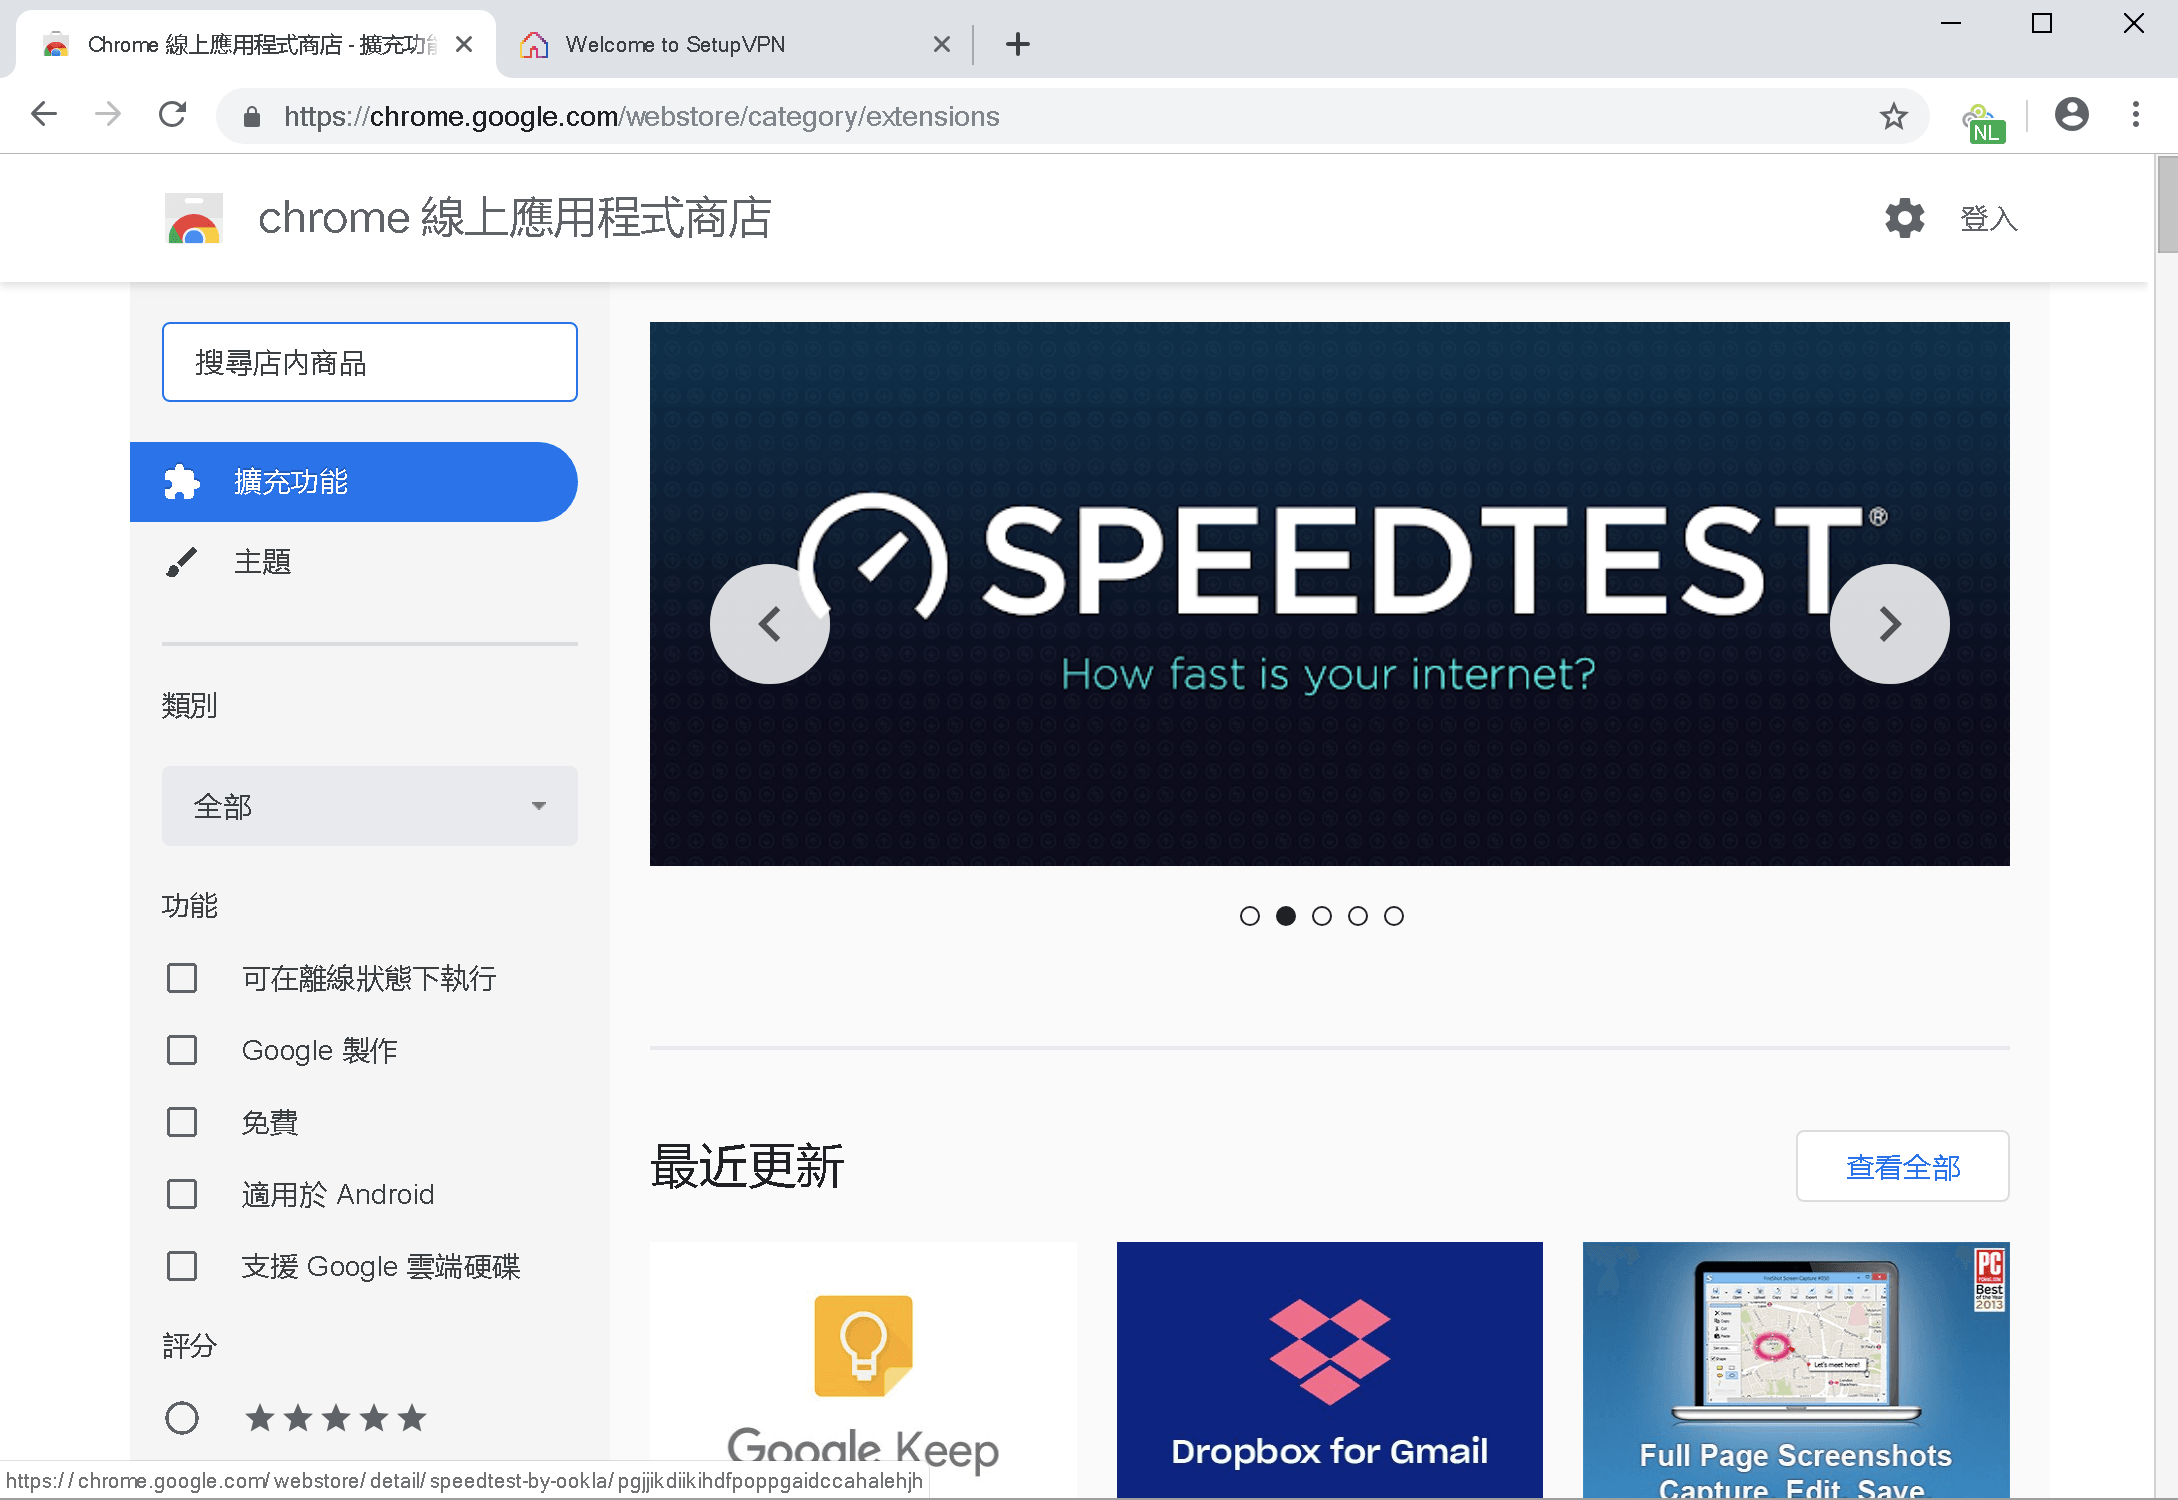 Chrome 線上應用程式商店 - 擴充功能
Welcome to SetupVPN
https://chrome.google.com/webstore/category/extensions
NL
chrome 線上應用程式商店
登入
搜尋店內商品
擴充功能
主題
類別
全部
功能
可在離線狀態下執行
Google 製作
免費
適用於 Android
支援 Google 雲端硬碟
評分
SPEEDTEST®
How fast is your internet?
最近更新
查看全部
Google Keep
Dropbox for Gmail
PC
Best
of the Year
2013
Let's meet here!
Full Page Screenshots
Capture, Edit, Save
https://chrome.google.com/webstore/detail/speedtest-by-ookla/pgjjikdiikihdfpoppgaidccahalehjh